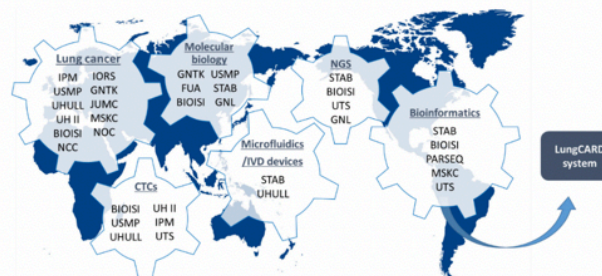 Lung cancer
IPM IORS
USMP GNTK
UHULL JUMC
UH II MSKC
BIOISI NOC
NCC
Molecular
biology
GNTK USMP
FUA STAB
BIOISI GNL
NGS
STAB
BIOISI
UTS
GNL
Bioinformatics
STAB
BIOISI
PARSEQ
MSKC
UTS
Microfluidics
/IVD devices
STAB
UHULL
CTCs
BIOISI UH II
USMP IPM
UHULL UTS
LungCARD
system